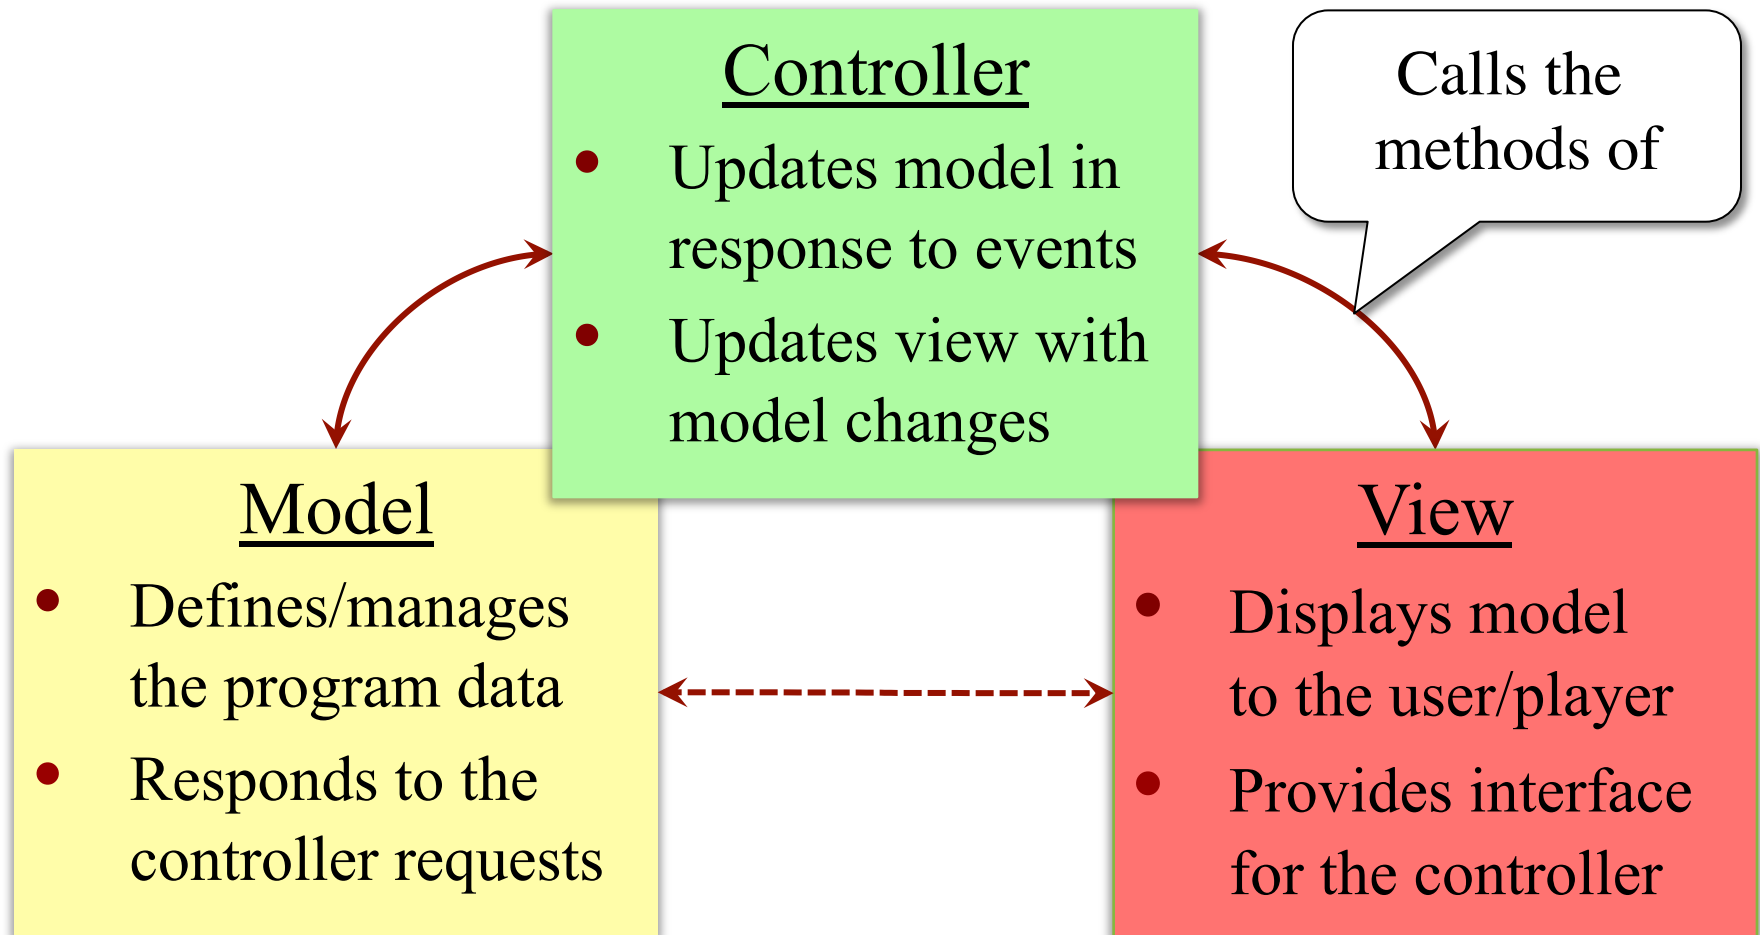 Controller
• Updates model in
response to events
• Updates view with
model changes
Calls the
methods of
Model
• Defines/manages
the program data
• Responds to the
controller requests
View
• Displays model
to the user/player
• Provides interface
for the controller